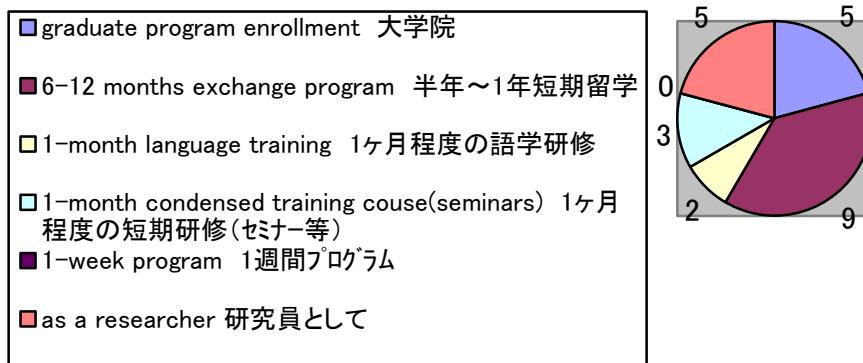 graduate program enrollment 大学院
6-12 months exchange program 半年～1年短期留学
1-month language training 1ヶ月程度の語学研修
1-month condensed training couse(seminars) 1ヶ月
程度の短期研修(ｾﾐﾅｰ等)
1-week program 1週間ﾌﾟﾛｸﾞﾗﾑ
as a researcher 研究員として
5
5
0
3
2
9